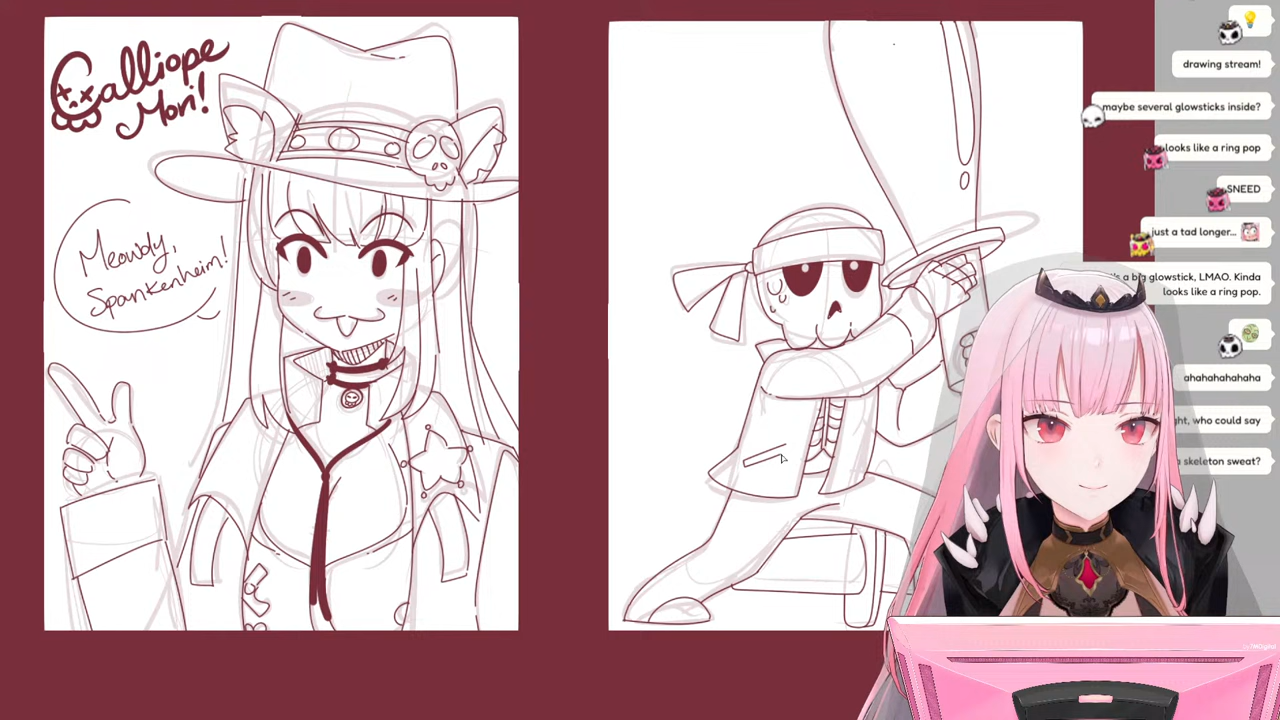 Calliope
Mori!
Meowdy,
Spankenheim!
drawing stream!
maybe several glowsticks inside?
looks like a ring pop
SNEED
just a tad longer...
a big glowstick, LMAO. Kinda
looks like a ring pop.
ahahahahahaha
who could say
skeleton sweat?